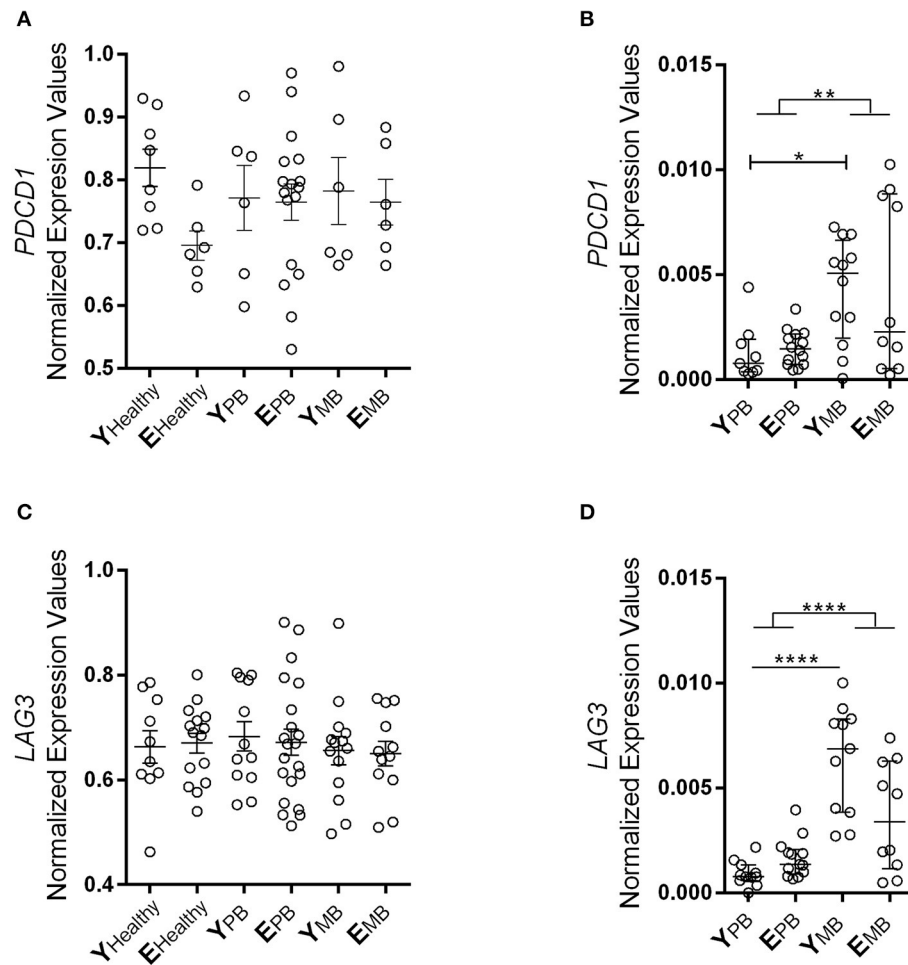 A
PDCD1
Normalized Expression Values
1.0
0.9
0.8
0.7
0.6
0.5
YHealthy
EHealthy
YPB
EPB
YMB
EMB
B
PDCD1
Normalized Expression Values
0.015
0.010
0.005
0.000
**
*
YPB
EPB
YMB
EMB
C
LAG3
Normalized Expression Values
1.0
0.8
0.6
0.4
YHealthy
EHealthy
YPB
EPB
YMB
EMB
D
LAG3
Normalized Expression Values
0.015
0.010
0.005
0.000
****
****
YPB
EPB
YMB
EMB